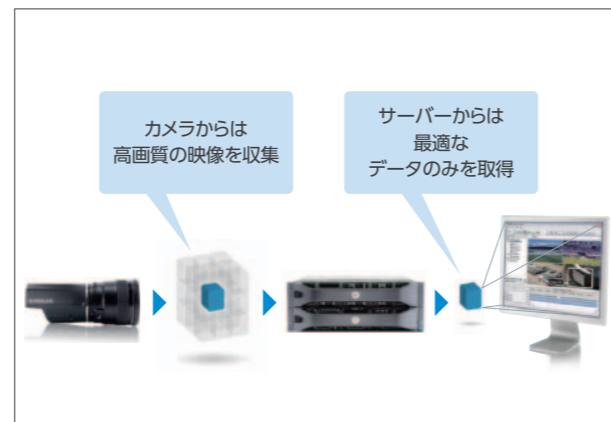 カメラからは
高画質の映像を収集
サーバーからは
最適な
データのみを取得